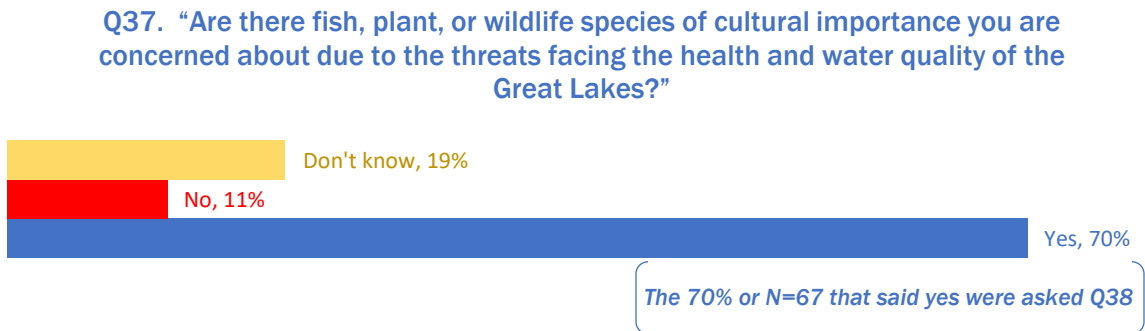 Q37.  “Are there fish, plant, or wildlife species of cultural importance you are
concerned about due to the threats facing the health and water quality of the
Great Lakes?”
Don't know, 19%
No, 11%
Yes, 70%
The 70% or N=67 that said yes were asked Q38